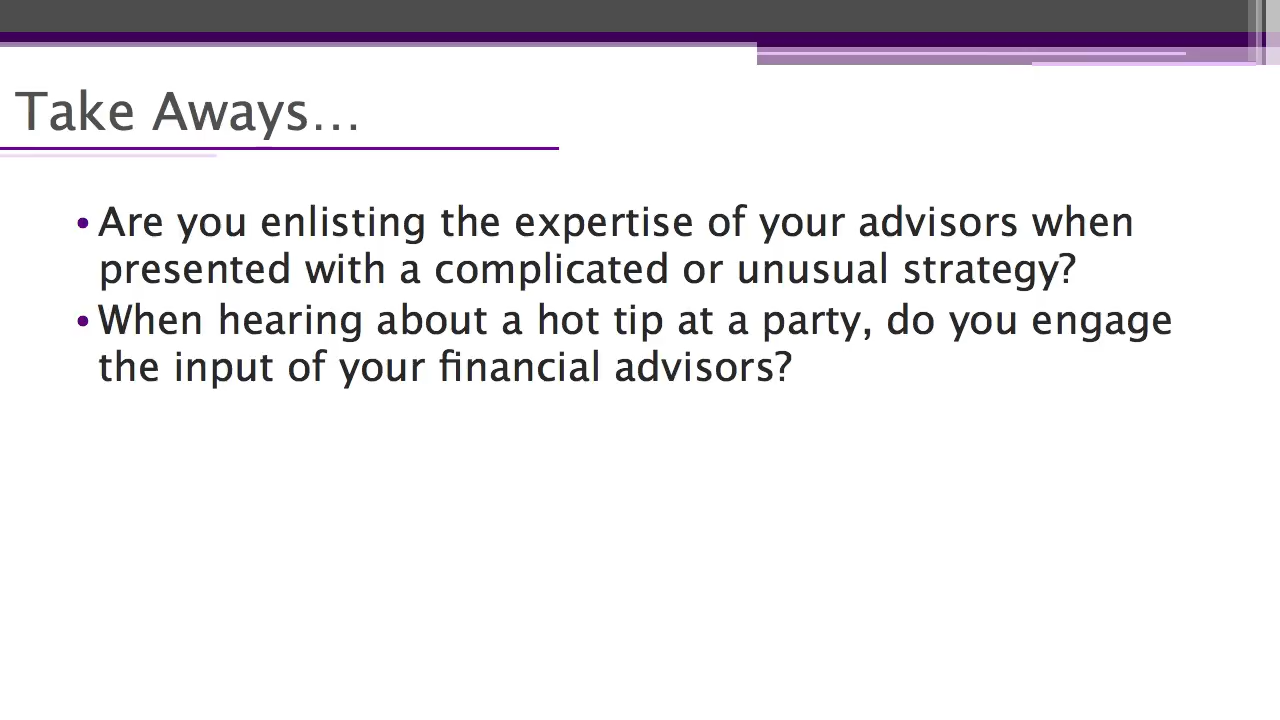 Take Aways...
• Are you enlisting the expertise of your advisors when
presented with a complicated or unusual strategy?
• When hearing about a hot tip at a party, do you engage
the input of your financial advisors?